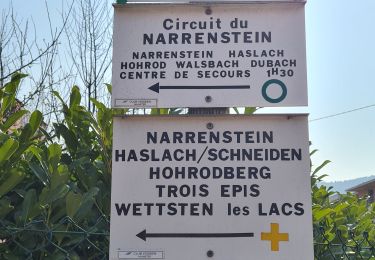 Circuit du
NARRENSTEIN
NARRENSTEIN HASLACH
HOHROD WALSBACH DUBACH
CENTRE DE SECOURS 1H30
NARRENSTEIN
HASLACH/SCHNEIDEN
HOHRODBERG
TROIS EPIS
WETTSTEN les LACS